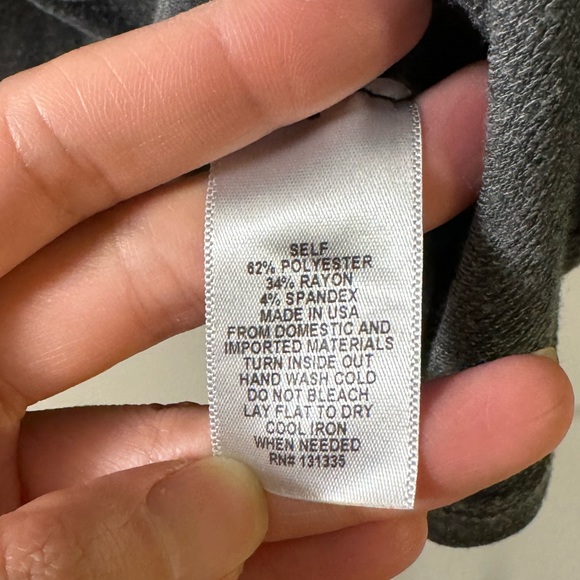 SELF
62% POLYESTER
34% RAYON
4% SPANDEX
MADE IN USA
FROM DOMESTIC AND
IMPORTED MATERIALS
TURN INSIDE OUT
HAND WASH COLD
DO NOT BLEACH
LAY FLAT TO DRY
COOL IRON
WHEN NEEDED
RN# 131335